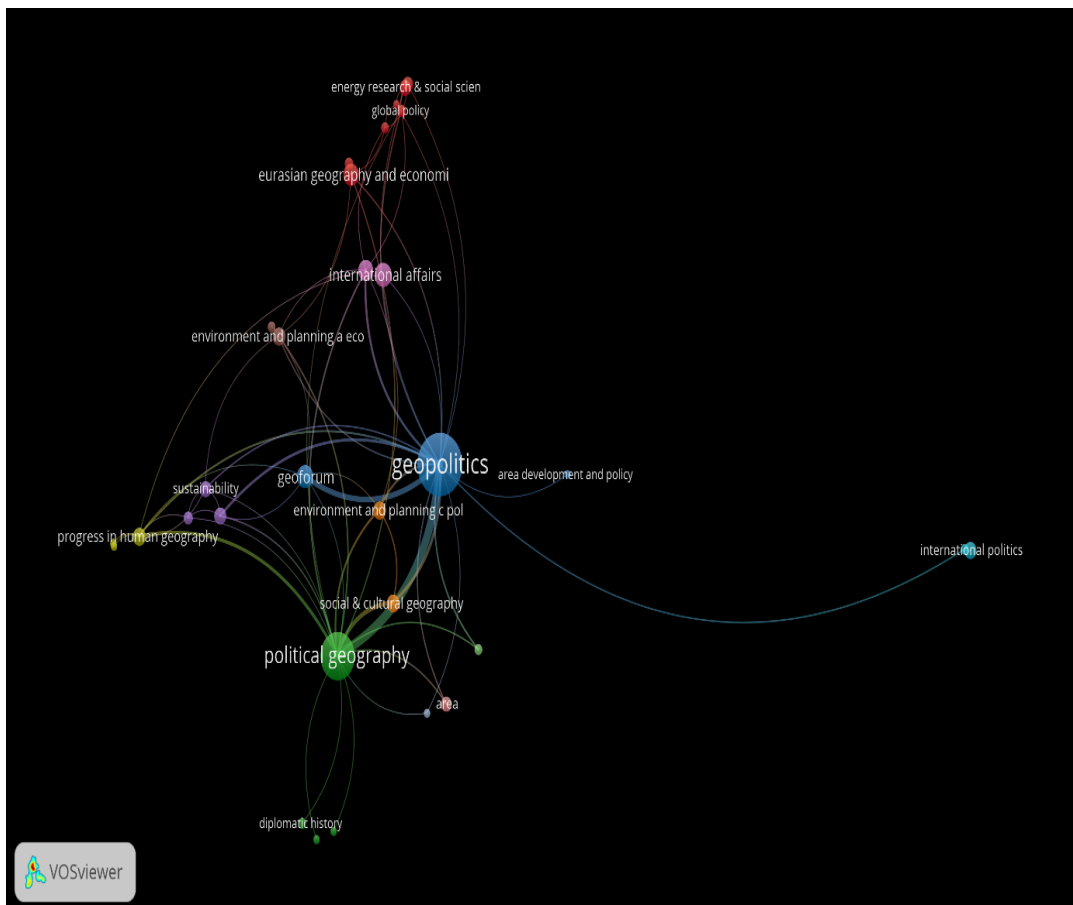 energy research & social scien
global policy
eurasian geography and economi
international affairs
environment and planning a eco
geopolitics
area development and policy
geoforum
sustainability
environment and planning c pol
progress in human geography
international politics
social & cultural geography
political geography
area
diplomatic history
VOSviewer